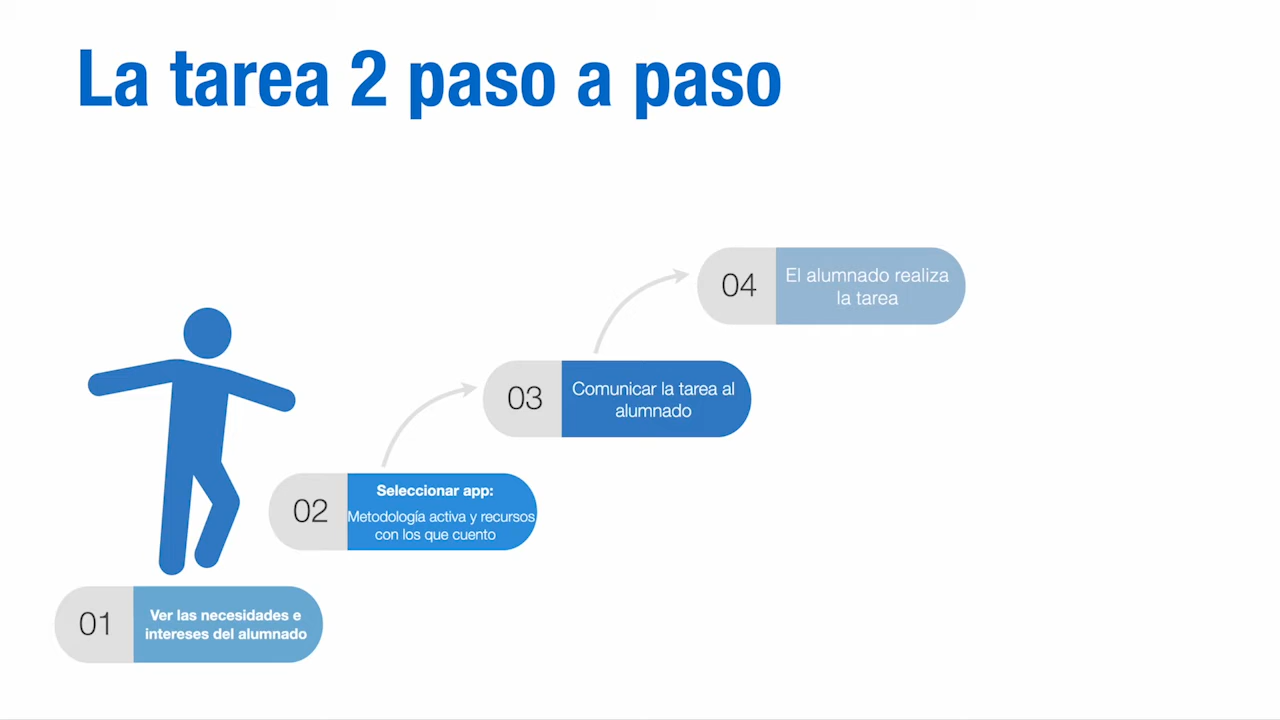 La tarea 2 paso a paso
04
El alumnado realiza
la tarea
03
Comunicar la tarea al
alumnado
02
Seleccionar app:
Metodología activa y recursos
con los que cuento
01
Ver las necesidades e
intereses del alumnado